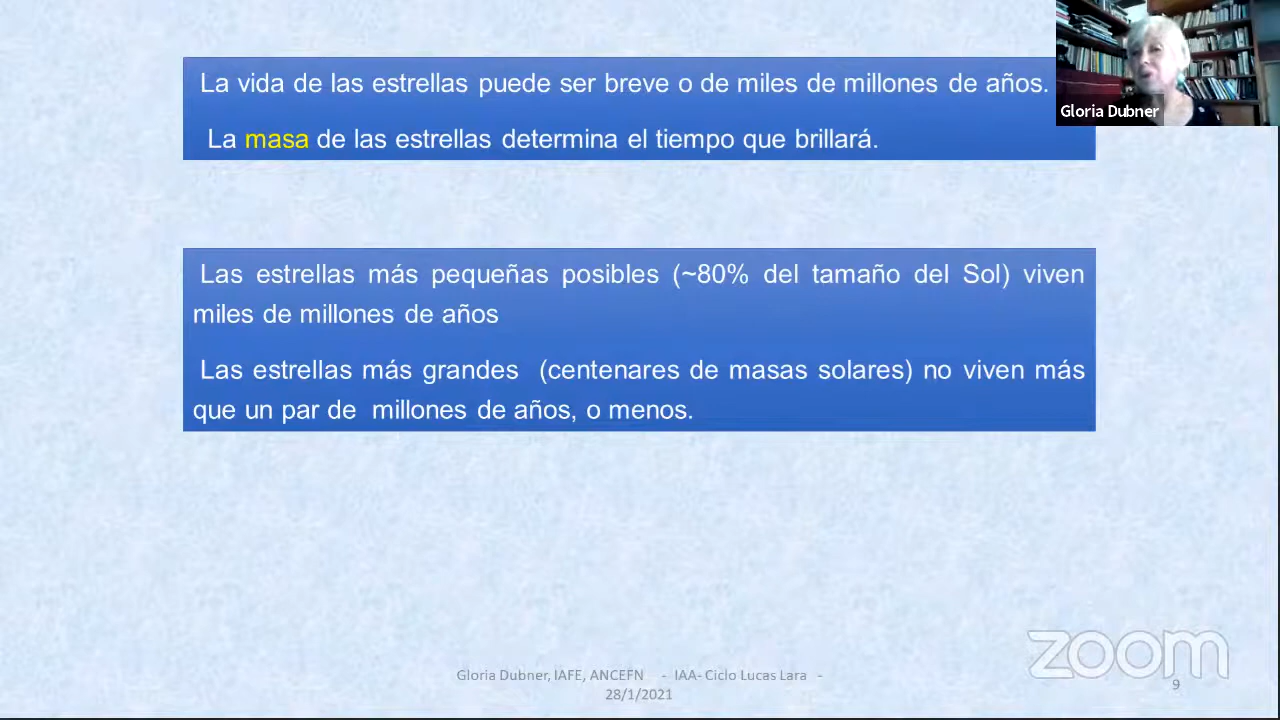 La vida de las estrellas puede ser breve o de miles de millones de años.
La masa de las estrellas determina el tiempo que brillará.
Gloria Dubner
Las estrellas más pequeñas posibles (~80% del tamaño del Sol) viven
miles de millones de años
Las estrellas más grandes (centenares de masas solares) no viven más
que un par de millones de años, o menos.
zoom
Gloria Dubner, IAFE, ANCEFN - IAA- Ciclo Lucas Lara -
28/1/2021
9